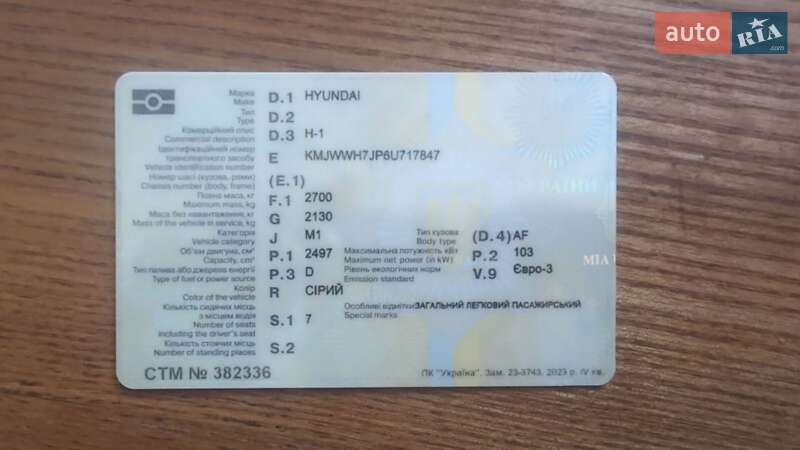 auto RIA.com
Марка
Make D.1 HYUNDAI
Тип
Type D.2
Комерційний опис
Commercial description D.3 H-1
Ідентифікаційний номер
транспортного засобу
Vehicle identification number E KMJWWH7JP6U717847
Номер шасі (кузова, рами)
Chassis number (body, frame) (E.1)
Повна маса, кг
Maximum mass, kg F.1 2700
Маса без навантаження, кг
Mass of the vehicle in service, kg G 2130
Категорія
Vehicle category J M1
Тип кузова
Body type (D.4) AF
Об'єм двигуна, см³
Capacity, cm³ P.1 2497
Максимальна потужність кВт
Maximum net power (in kW) P.2 103
Тип палива або джерело енергії
Type of fuel or power source P.3 D
Рівень екологічних норм
Emission standard V.9 Євро-3
Колір
Color of the vehicle R СІРИЙ
Кількість сидячих місць
з місцем водія
Number of seats
including the driver's seat S.1 7
Особливі відмітки ЗАГАЛЬНИЙ ЛЕГКОВИЙ ПАСАЖИРСЬКИЙ
Special marks
Кількість стоячих місць
Number of standing places S.2
MIA
СТМ № 382336
ПК "Україна". Зам. 23-3743. 2023 р. IV кв.